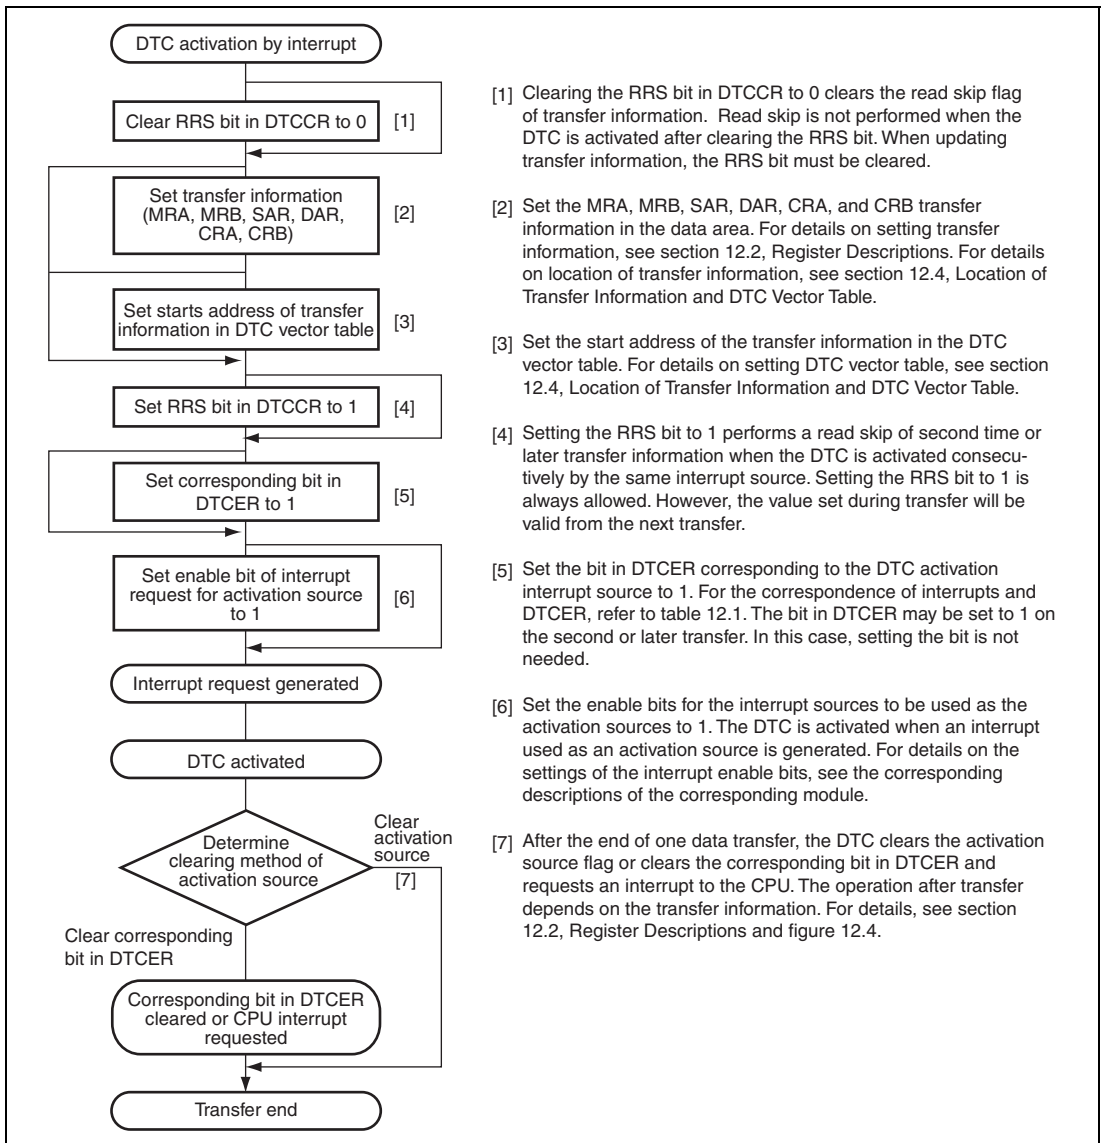 DTC activation by interrupt
Clear RRS bit in DTCCR to 0
[1]
Set transfer information
(MRA, MRB, SAR, DAR,
CRA, CRB)
[2]
Set starts address of transfer
information in DTC vector table
[3]
Set RRS bit in DTCCR to 1
[4]
Set corresponding bit in
DTCER to 1
[5]
Set enable bit of interrupt
request for activation source
to 1
[6]
Interrupt request generated
DTC activated
Determine
clearing method of
activation source
Clear
activation
source
[7]
Clear corresponding
bit in DTCER
Corresponding bit in DTCER
cleared or CPU interrupt
requested
Transfer end
[1] Clearing the RRS bit in DTCCR to 0 clears the read skip flag
of transfer information. Read skip is not performed when the
DTC is activated after clearing the RRS bit. When updating
transfer information, the RRS bit must be cleared.
[2] Set the MRA, MRB, SAR, DAR, CRA, and CRB transfer
information in the data area. For details on setting transfer
information, see section 12.2, Register Descriptions. For details
on location of transfer information, see section 12.4, Location of
Transfer Information and DTC Vector Table.
[3] Set the start address of the transfer information in the DTC
vector table. For details on setting DTC vector table, see section
12.4, Location of Transfer Information and DTC Vector Table.
[4] Setting the RRS bit to 1 performs a read skip of second time or
later transfer information when the DTC is activated consecu-
tively by the same interrupt source. Setting the RRS bit to 1 is
always allowed. However, the value set during transfer will be
valid from the next transfer.
[5] Set the bit in DTCER corresponding to the DTC activation
interrupt source to 1. For the correspondence of interrupts and
DTCER, refer to table 12.1. The bit in DTCER may be set to 1 on
the second or later transfer. In this case, setting the bit is not
needed.
[6] Set the enable bits for the interrupt sources to be used as the
activation sources to 1. The DTC is activated when an interrupt
used as an activation source is generated. For details on the
settings of the interrupt enable bits, see the corresponding
descriptions of the corresponding module.
[7] After the end of one data transfer, the DTC clears the activation
source flag or clears the corresponding bit in DTCER and
requests an interrupt to the CPU. The operation after transfer
depends on the transfer information. For details, see section
12.2, Register Descriptions and figure 12.4.